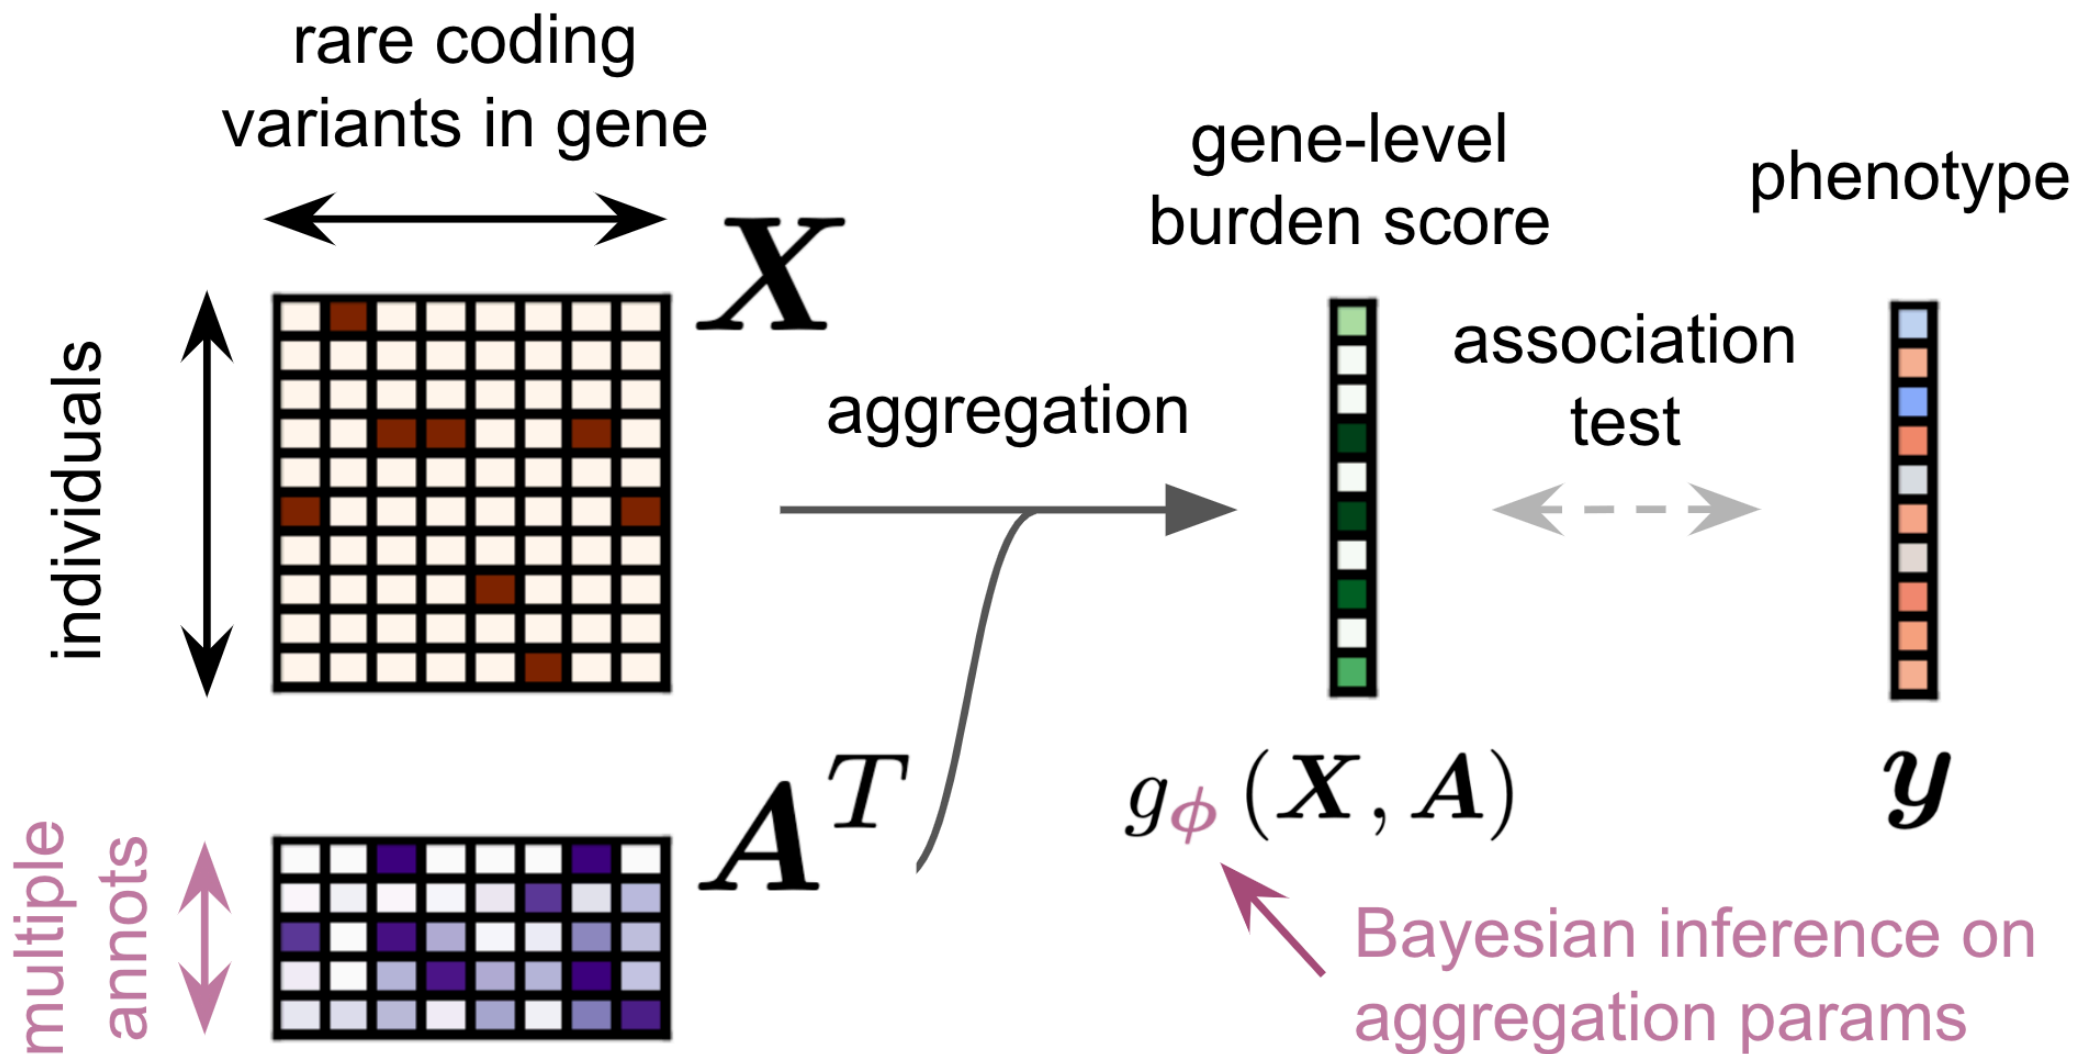 rare coding
variants in gene
X
individuals
aggregation
gene-level
burden score
association
test
phenotype
multiple
annots
A^T
g_ϕ (X, A)
y
Bayesian inference on
aggregation params